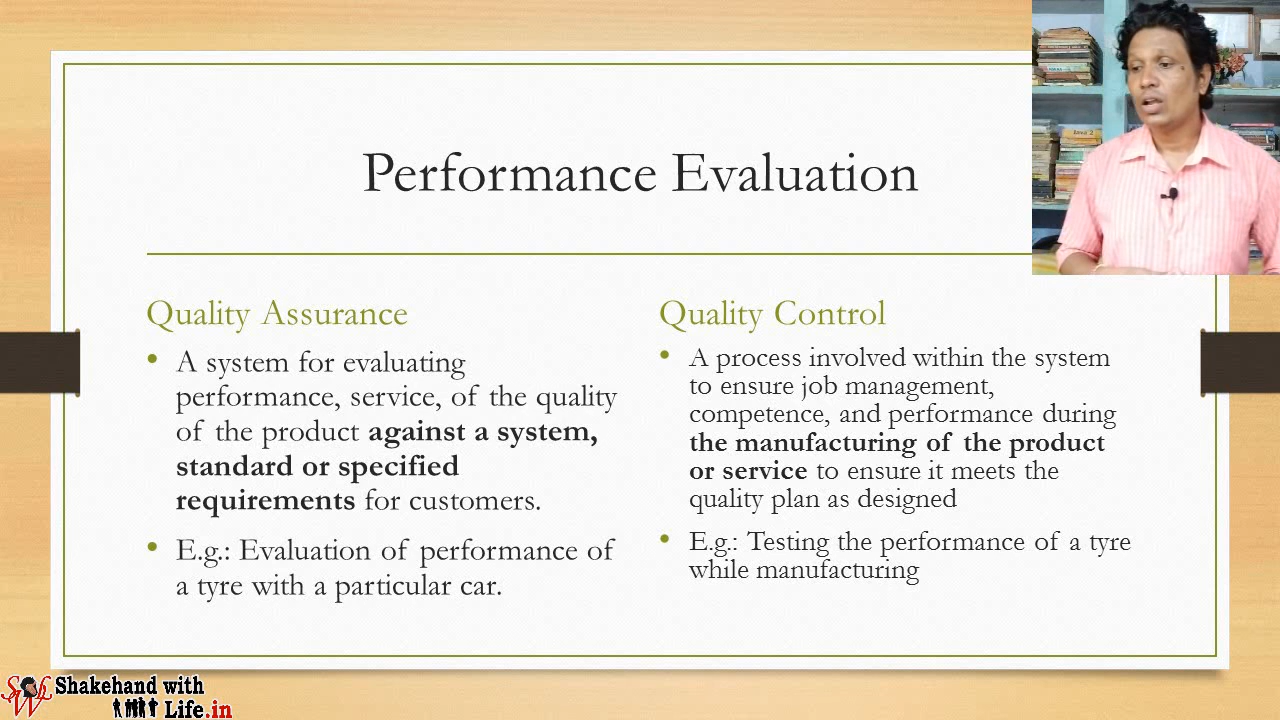 Performance Evaluation
Quality Assurance
• A system for evaluating
performance, service, of the quality
of the product against a system,
standard or specified
requirements for customers.
• E.g.: Evaluation of performance of
a tyre with a particular car.
Quality Control
• A process involved within the system
to ensure job management,
competence, and performance during
the manufacturing of the product
or service to ensure it meets the
quality plan as designed
• E.g.: Testing the performance of a tyre
while manufacturing
Shakehand with
Life.in